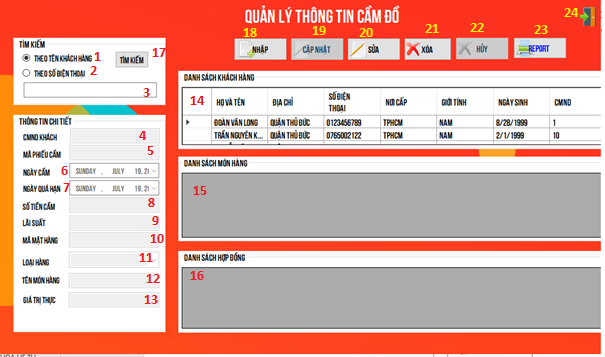 QUẢN LÝ THÔNG TIN CẦM ĐỒ
24
18 19 20 21 22 23
NHẬP CẬP NHẬT SỬA XÓA HỦY REPORT
TÌM KIẾM
THEO TÊN KHÁCH HÀNG 1
THEO SỐ ĐIỆN THOẠI 2
TÌM KIẾM 17
3
THÔNG TIN CHI TIẾT
CMND KHÁCH 4
MÃ PHIẾU CẦM 5
NGÀY CẦM 6 SUNDAY , JULY 19, 2
NGÀY QUÁ HẠN 7 SUNDAY , JULY 19, 2
SỐ TIỀN CẦM 8
LÃI SUẤT 9
MÃ MẶT HÀNG 10
LOẠI HÀNG 11
TÊN MÓN HÀNG 12
GIÁ TRỊ THỰC 13
DANH SÁCH KHÁCH HÀNG
14 HỌ VÀ TÊN ĐỊA CHỈ SỐ ĐIỆN THOẠI NƠI CẤP GIỚI TÍNH NGÀY SINH CMND
ĐOÀN VĂN LONG QUẬN THỦ ĐỨC 0123456789 TPHCM NAM 8/28/1999 1
TRẦN NGUYÊN K... QUẬN THỦ ĐỨC 0765002122 TPHCM NAM 2/1/1999 10
DANH SÁCH MÓN HÀNG
15
DANH SÁCH HỢP ĐỒNG
16